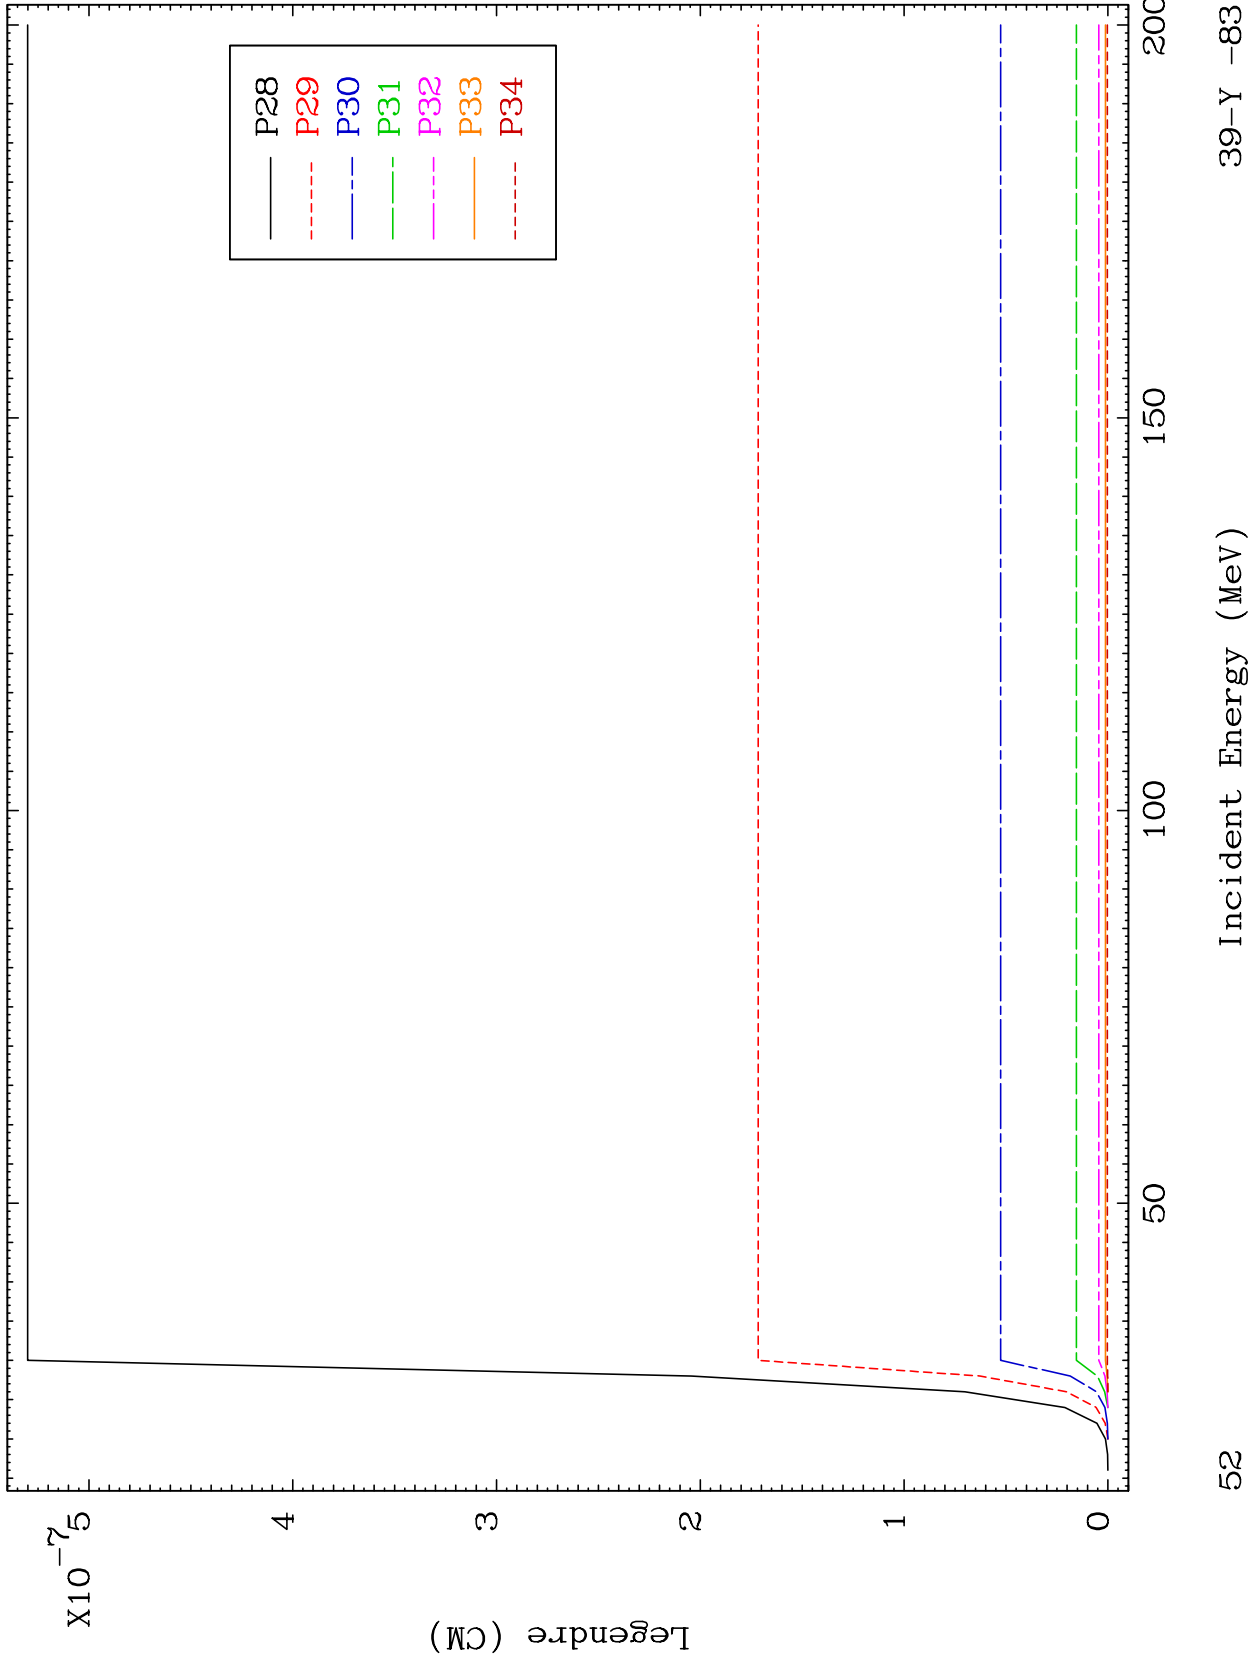 X10-7
5
4
3
2
1
0
Legendre (CM)
P28
P29
P30
P31
P32
P33
P34
50
100
150
200
Incident Energy (MeV)
52
39-Y -83